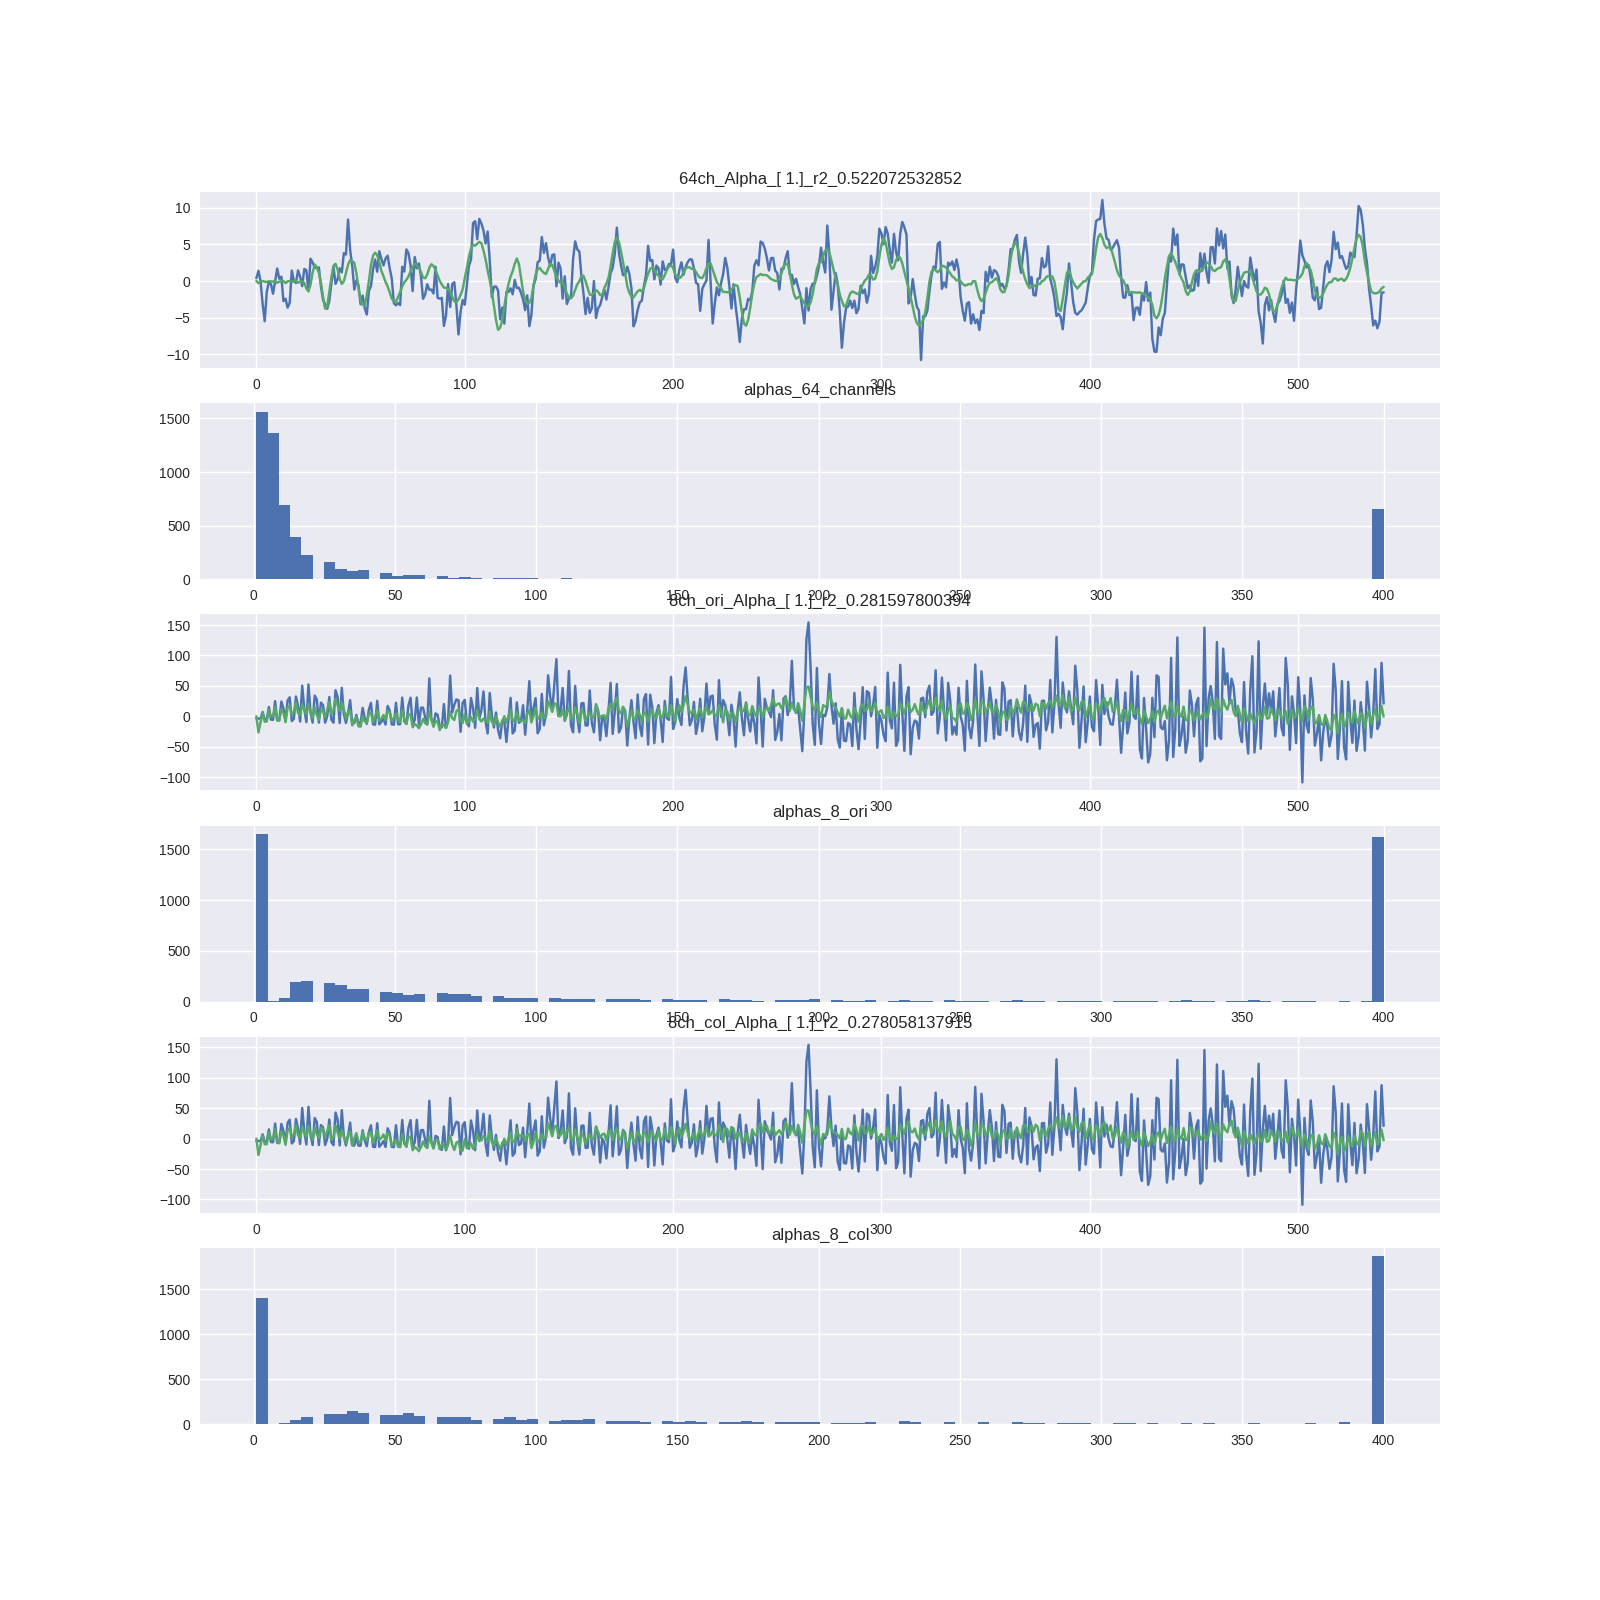 64ch_Alpha_[ 1.]_r2_0.522072532852
10
5
0
−5
−10
0 100 200 300 400 500
alphas_64_channels
1500
1000
500
0
0 50 100 150 200 250 300 350 400
8ch_ori_Alpha_[ 1.]_r2_0.281597800394
150
100
50
0
−50
−100
0 100 200 300 400 500
alphas_8_ori
1500
1000
500
0
0 50 100 150 200 250 300 350 400
8ch_col_Alpha_[ 1.]_r2_0.278058137915
150
100
50
0
−50
−100
0 100 200 300 400 500
alphas_8_col
1500
1000
500
0
0 50 100 150 200 250 300 350 400